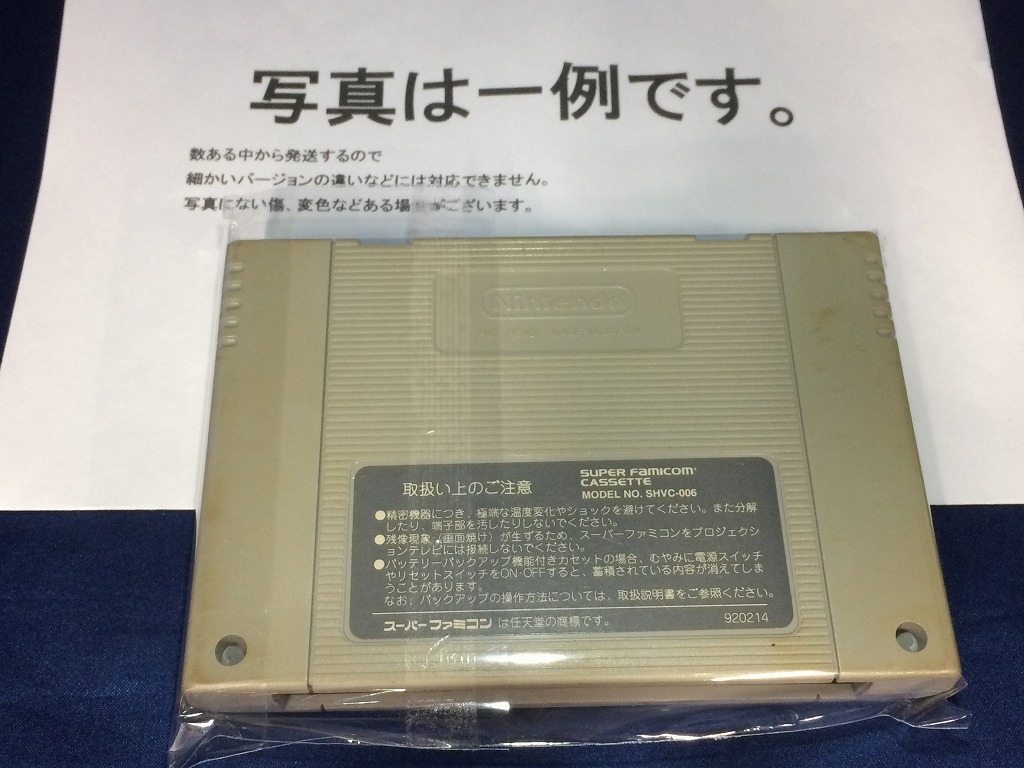 写真は一例です。
数ある中から発送するので
細かいバージョンの違いなどには対応できません。
写真にない傷、変色などある場 がございます。
Nintendo
取扱い上のご注意
SUPER FAMICOM
CASSETTE
MODEL NO. SHVC-006
●精密機器につき、極端な温度変化やショックを避けてください。また分解
したり、端子部を汚したりしないでください。
●残像現象（画面焼け）が生ずるため、スーパーファミコンをプロジェクシ
ョンテレビには接続しないでください。
●バッテリーバックアップ機能付きカセットの場合、むやみに電源スイッチ
やリセットスイッチをON・OFFすると、蓄積されている内容が消えてしま
うことがあります。
なお、バックアップの操作方法については、取扱説明書をご参照ください。
スーパーファミコンは任天堂の商標です。
920214